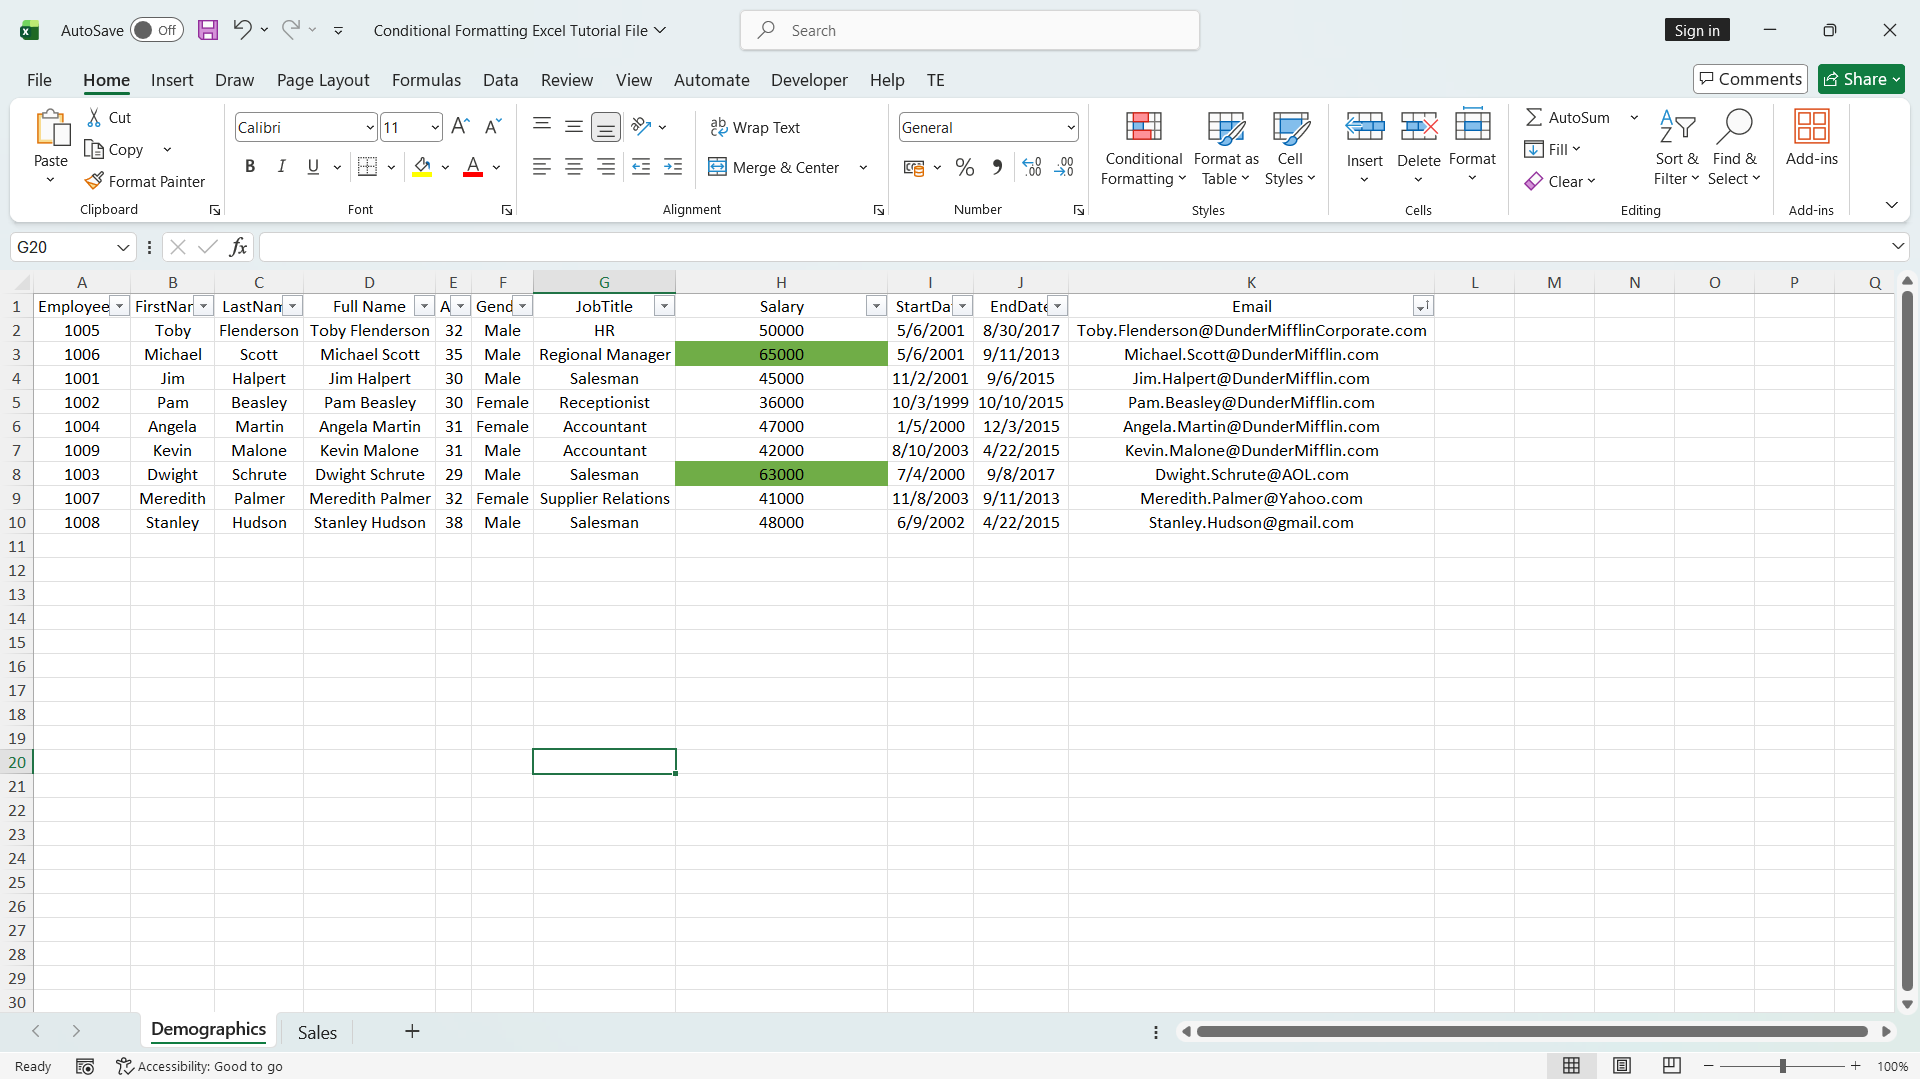 AutoSave Off Conditional Formatting Excel Tutorial File Search Sign in
File Home Insert Draw Page Layout Formulas Data Review View Automate Developer Help TE Comments Share
Paste Cut Copy Format Painter Clipboard
Calibri 11 B I U A Font
Wrap Text Merge & Center Alignment
General % Number
Conditional Formatting Format as Table Cell Styles Styles
Insert Delete Format Cells
AutoSum Fill Clear Sort & Filter Find & Select Editing
Add-ins Add-ins
G20 fx
A B C D E F G H I J K L M N O P Q
1 Employee FirstNar LastNam Full Name A Gend JobTitle Salary StartDa EndDate Email
2 1005 Toby Flenderson Toby Flenderson 32 Male HR 50000 5/6/2001 8/30/2017 Toby.Flenderson@DunderMifflinCorporate.com
3 1006 Michael Scott Michael Scott 35 Male Regional Manager 65000 5/6/2001 9/11/2013 Michael.Scott@DunderMifflin.com
4 1001 Jim Halpert Jim Halpert 30 Male Salesman 45000 11/2/2001 9/6/2015 Jim.Halpert@DunderMifflin.com
5 1002 Pam Beasley Pam Beasley 30 Female Receptionist 36000 10/3/1999 10/10/2015 Pam.Beasley@DunderMifflin.com
6 1004 Angela Martin Angela Martin 31 Female Accountant 47000 1/5/2000 12/3/2015 Angela.Martin@DunderMifflin.com
7 1009 Kevin Malone Kevin Malone 31 Male Accountant 42000 8/10/2003 4/22/2015 Kevin.Malone@DunderMifflin.com
8 1003 Dwight Schrute Dwight Schrute 29 Male Salesman 63000 7/4/2000 9/8/2017 Dwight.Schrute@AOL.com
9 1007 Meredith Palmer Meredith Palmer 32 Female Supplier Relations 41000 11/8/2003 9/11/2013 Meredith.Palmer@Yahoo.com
10 1008 Stanley Hudson Stanley Hudson 38 Male Salesman 48000 6/9/2002 4/22/2015 Stanley.Hudson@gmail.com
11
12
13
14
15
16
17
18
19
20
21
22
23
24
25
26
27
28
29
30
Demographics Sales
Ready Accessibility: Good to go 100%